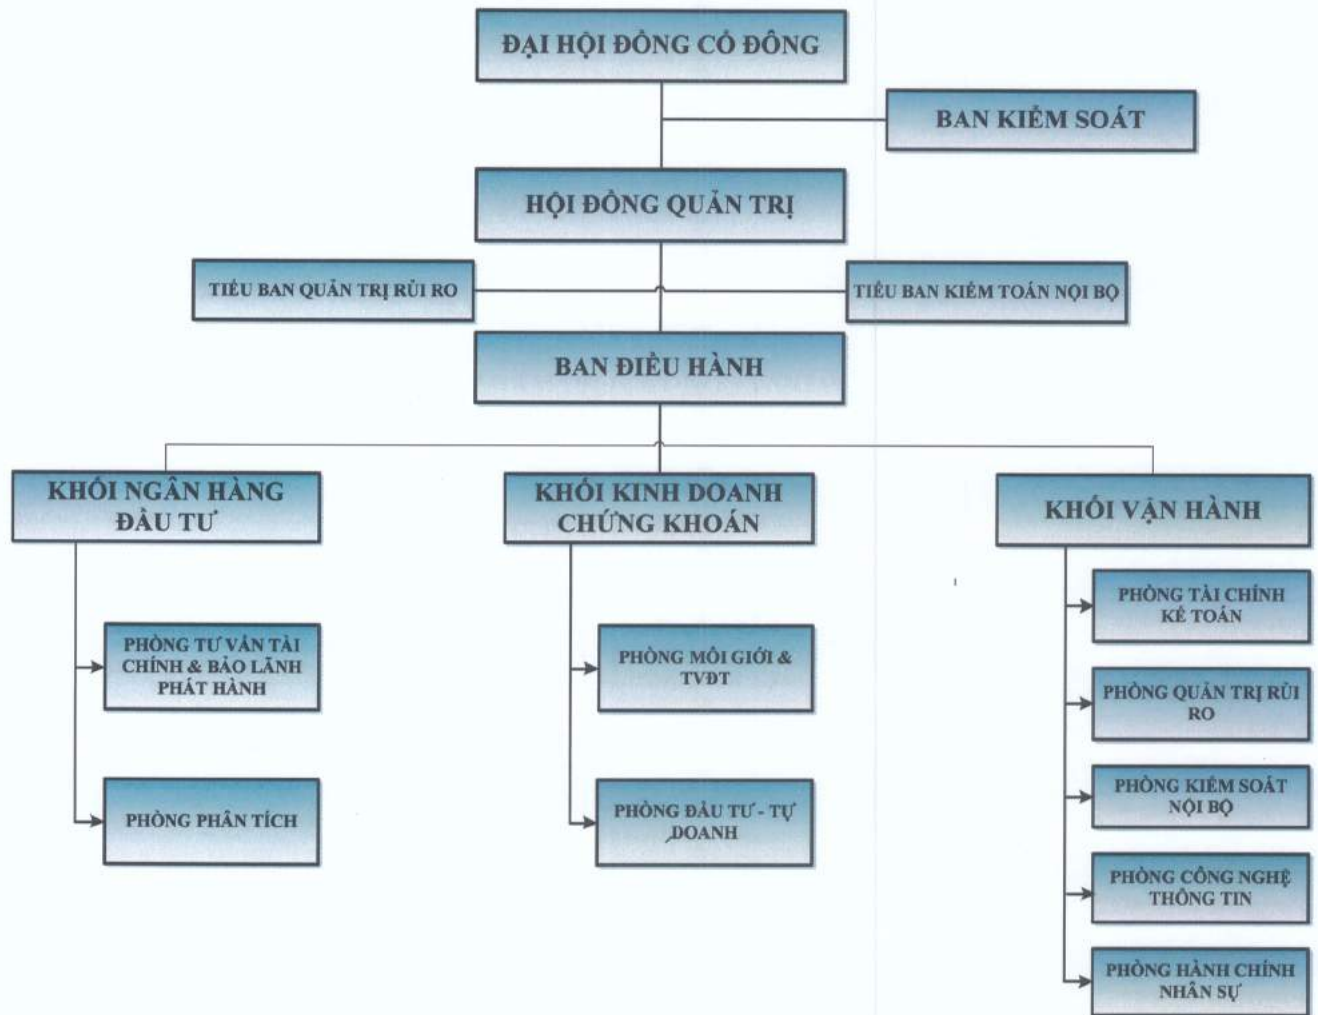 ĐẠI HỘI ĐỒNG CỔ ĐÔNG
BAN KIỂM SOÁT
HỘI ĐỒNG QUẢN TRỊ
TIỂU BAN QUẢN TRỊ RỦI RO
TIỂU BAN KIỂM TOÁN NỘI BỘ
BAN ĐIỀU HÀNH
KHỐI NGÂN HÀNG
ĐẦU TƯ
KHỐI KINH DOANH
CHỨNG KHOÁN
KHỐI VẬN HÀNH
PHÒNG TƯ VẤN TÀI
CHÍNH & BẢO LÃNH
PHÁT HÀNH
PHÒNG PHÂN TÍCH
PHÒNG MÔI GIỚI &
TVĐT
PHÒNG ĐẦU TƯ - TỰ
DOANH
PHÒNG TÀI CHÍNH
KẾ TOÁN
PHÒNG QUẢN TRỊ RỦI
RO
PHÒNG KIỂM SOÁT
NỘI BỘ
PHÒNG CÔNG NGHỆ
THÔNG TIN
PHÒNG HÀNH CHÍNH
NHÂN SỰ